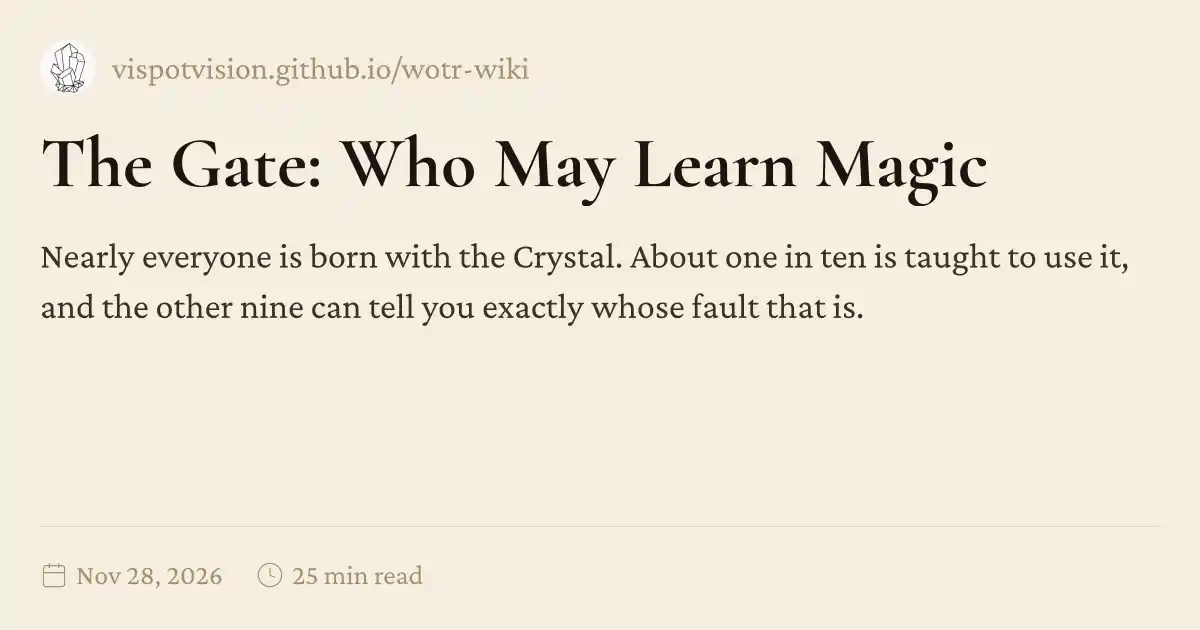 vispotvision.github.io/wotr-wiki
The Gate: Who May Learn Magic
Nearly everyone is born with the Crystal. About one in ten is taught to use it,
and the other nine can tell you exactly whose fault that is.
Nov 28, 2026 25 min read